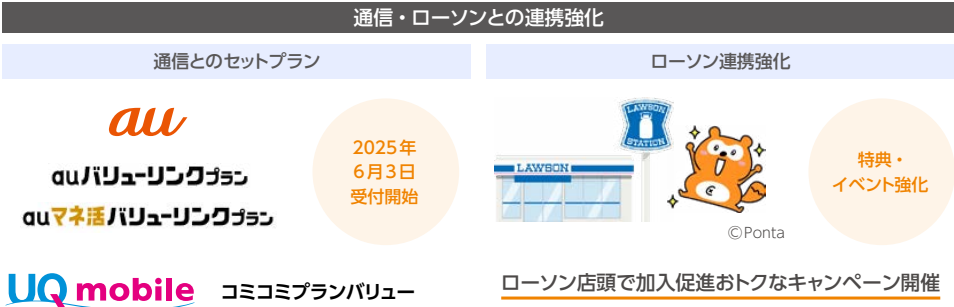 通信・ローソンとの連携強化
通信とのセットプラン
au
auバリューリンクプラン
auマネ活バリューリンクプラン
UQ mobile コミコミプランバリュー
2025年
6月3日
受付開始
ローソン連携強化
LAWSON
STATION
LAWSON
©Ponta
特典・
イベント強化
ローソン店頭で加入促進おトクなキャンペーン開催